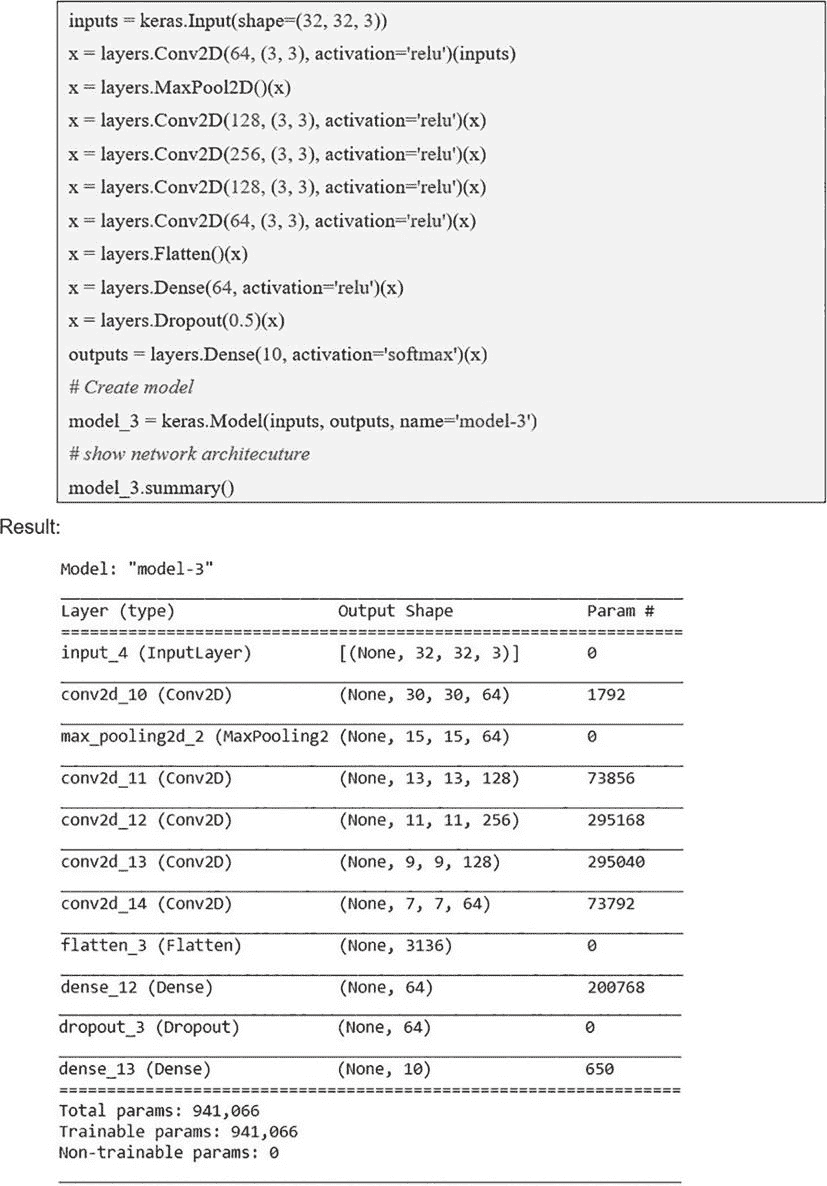 inputs = keras.Input(shape=(32, 32, 3))
x = layers.Conv2D(64, (3, 3), activation='relu')(inputs)
x = layers.MaxPool2D()(x)
x = layers.Conv2D(128, (3, 3), activation='relu')(x)
x = layers.Conv2D(256, (3, 3), activation='relu')(x)
x = layers.Conv2D(128, (3, 3), activation='relu')(x)
x = layers.Conv2D(64, (3, 3), activation='relu')(x)
x = layers.Flatten()(x)
x = layers.Dense(64, activation='relu')(x)
x = layers.Dropout(0.5)(x)
outputs = layers.Dense(10, activation='softmax')(x)
# Create model
model_3 = keras.Model(inputs, outputs, name='model-3')
# show network architecuture
model_3.summary()
Result:
Model: "model-3"
Layer (type) Output Shape Param #
=================================================================
input_4 (InputLayer) [(None, 32, 32, 3)] 0
conv2d_10 (Conv2D) (None, 30, 30, 64) 1792
max_pooling2d_2 (MaxPooling2 (None, 15, 15, 64) 0
conv2d_11 (Conv2D) (None, 13, 13, 128) 73856
conv2d_12 (Conv2D) (None, 11, 11, 256) 295168
conv2d_13 (Conv2D) (None, 9, 9, 128) 295040
conv2d_14 (Conv2D) (None, 7, 7, 64) 73792
flatten_3 (Flatten) (None, 3136) 0
dense_12 (Dense) (None, 64) 200768
dropout_3 (Dropout) (None, 64) 0
dense_13 (Dense) (None, 10) 650
=================================================================
Total params: 941,066
Trainable params: 941,066
Non-trainable params: 0